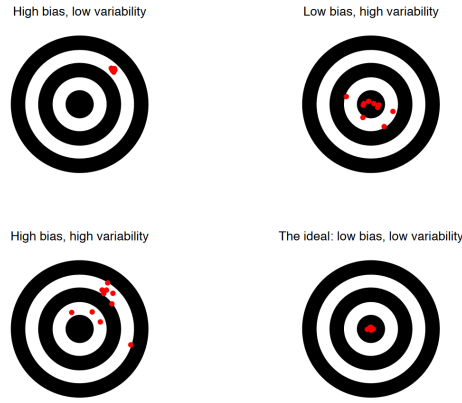 High bias, low variability
Low bias, high variability
High bias, high variability
The ideal: low bias, low variability